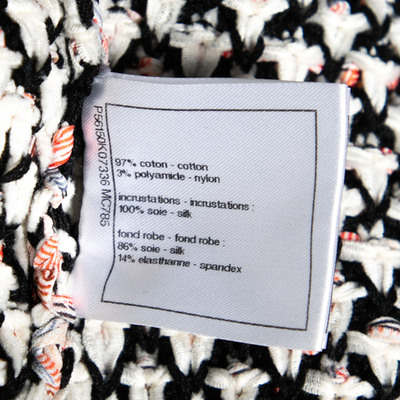 P56150K07336 MC785
97% coton - cotton
3% polyamide - nylon
incrustations - incrustations :
100% soie - silk
fond robe - fond robe :
86% soie - silk
14% elasthanne - spandex